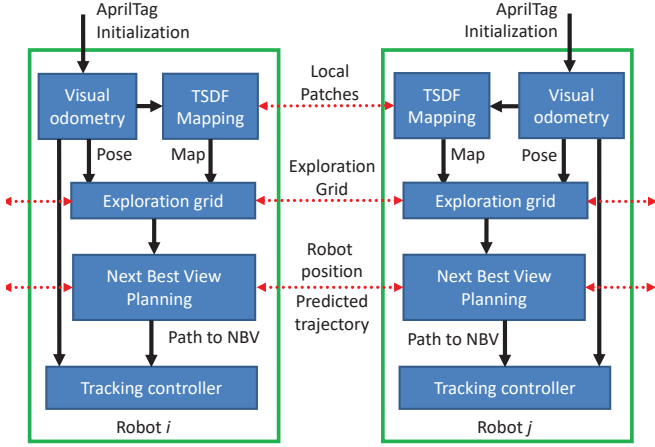 AprilTag
Initialization
AprilTag
Initialization
Visual
odometry
TSDF
Mapping
Local
Patches
TSDF
Mapping
Visual
odometry
Pose
Map
Map
Pose
Exploration
Grid
Exploration grid
Exploration grid
Next Best View
Planning
Robot
position
Predicted
trajectory
Next Best View
Planning
Path to NBV
Path to NBV
Tracking controller
Tracking controller
Robot i
Robot j